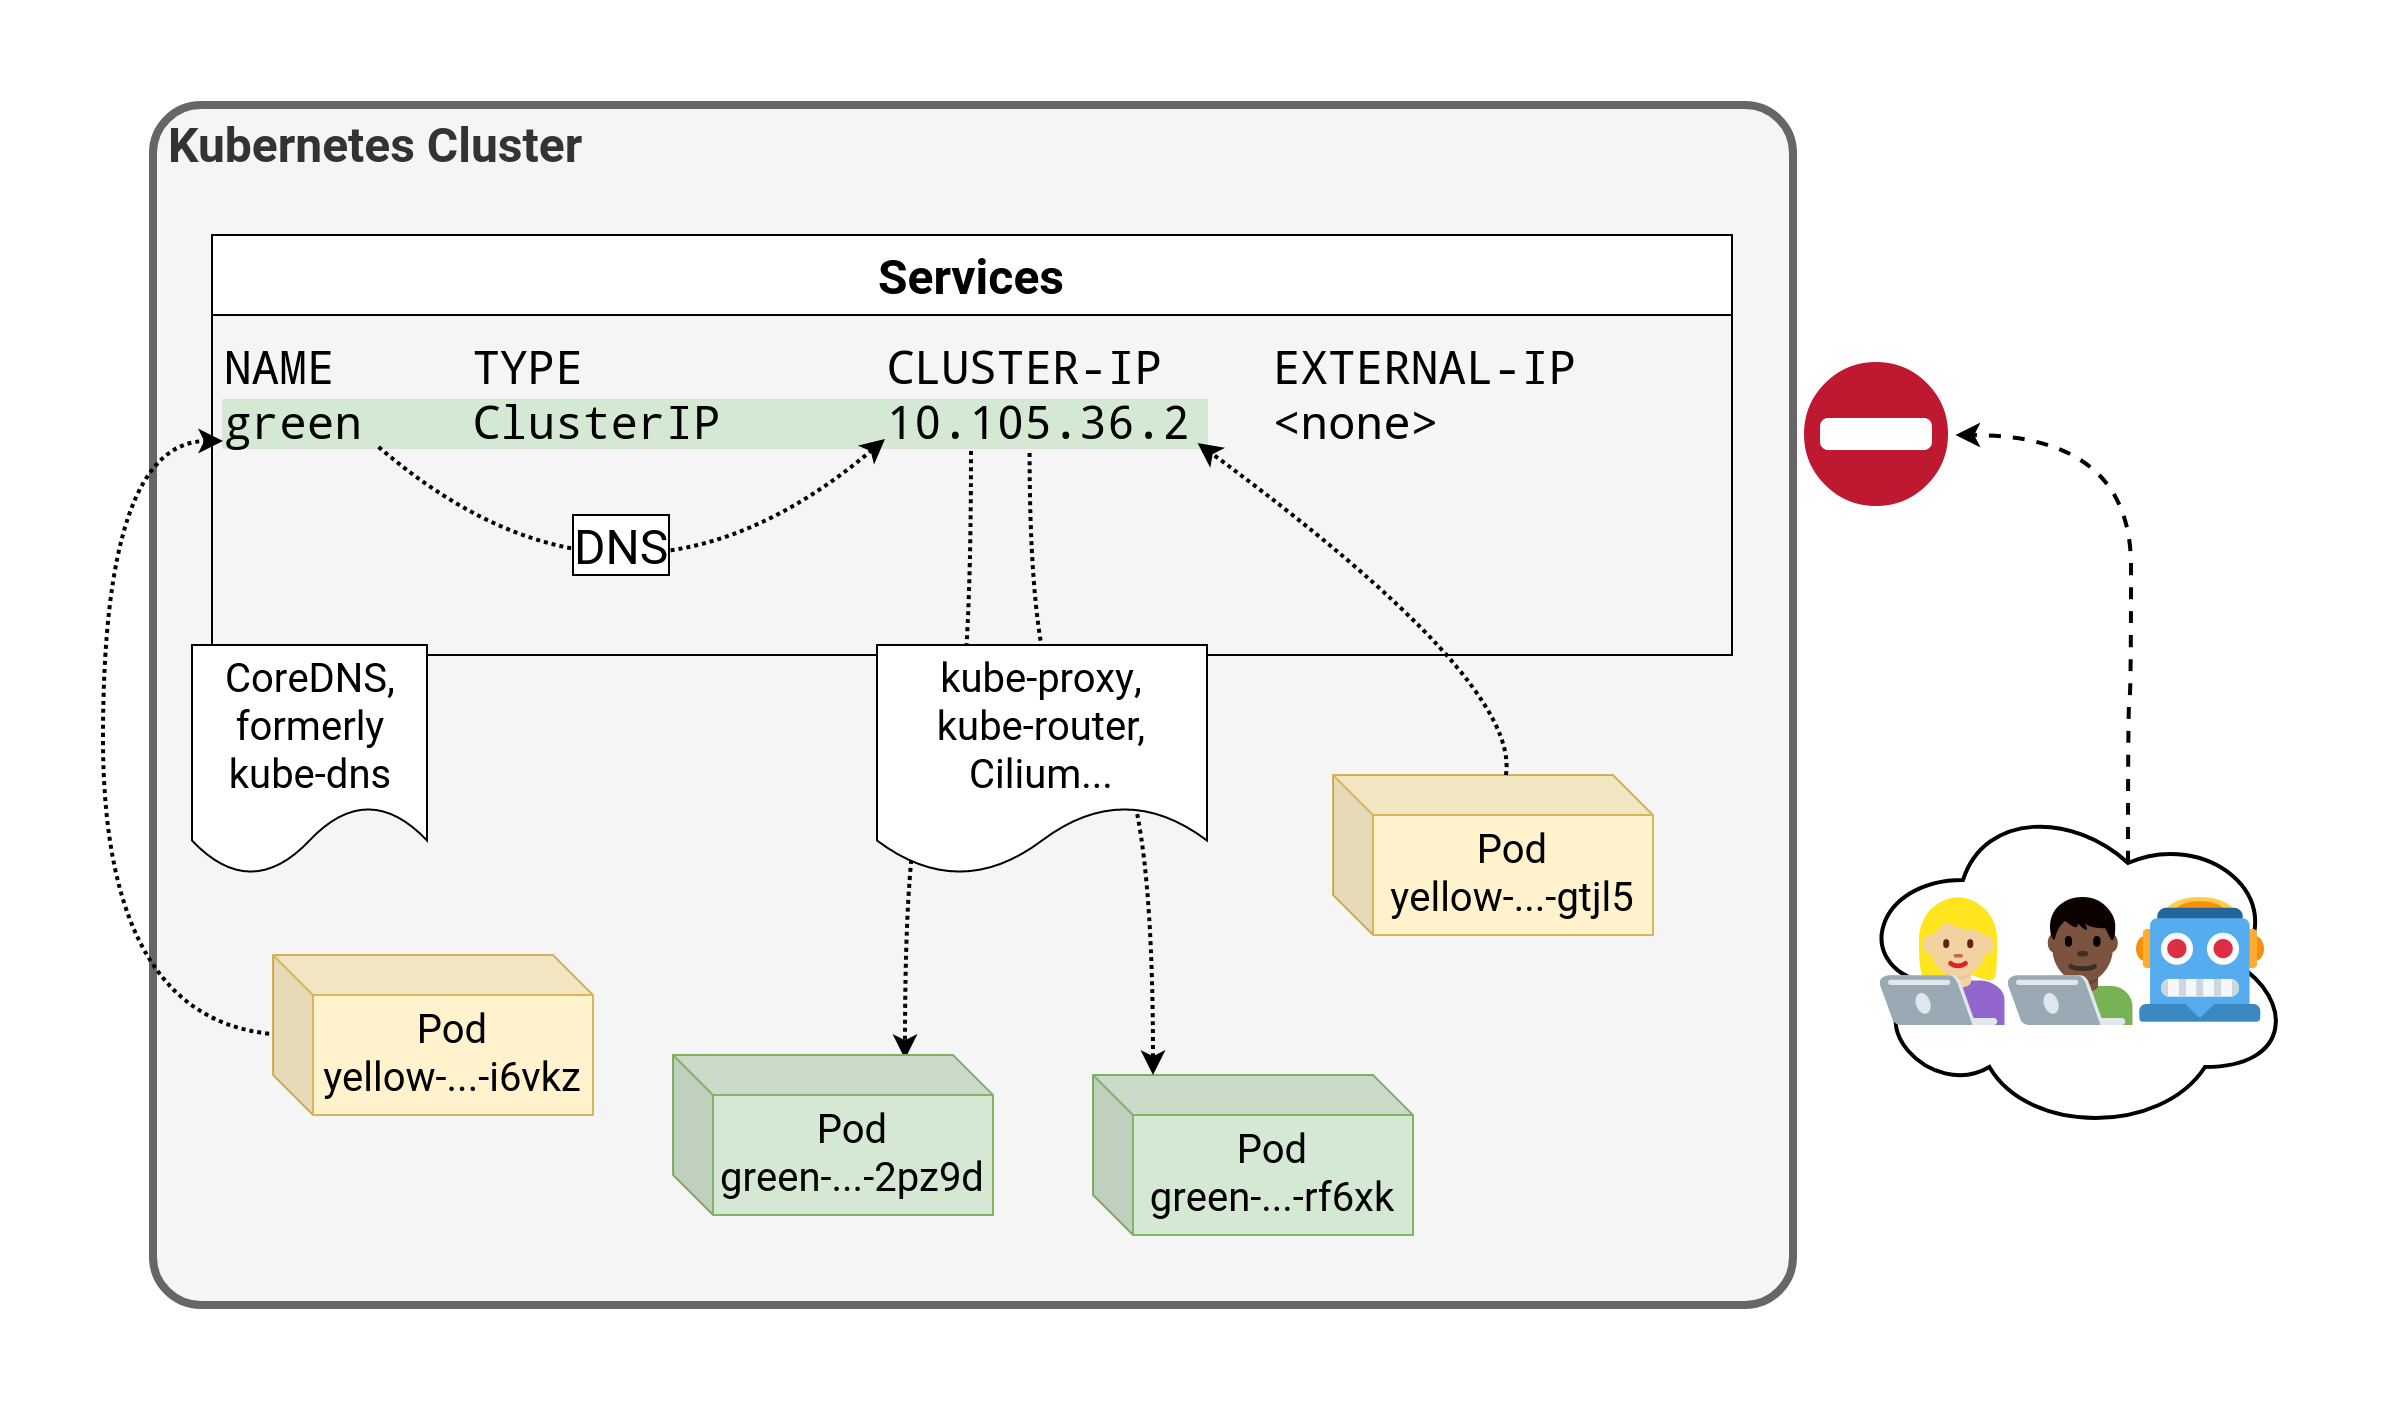 Kubernetes Cluster
Services
NAME TYPE CLUSTER-IP EXTERNAL-IP
green ClusterIP 10.105.36.2 <none>
DNS
CoreDNS,
formerly
kube-dns
kube-proxy,
kube-router,
Cilium...
Pod
yellow-...-gtjl5
Pod
yellow-...-i6vkz
Pod
green-...-2pz9d
Pod
green-...-rf6xk